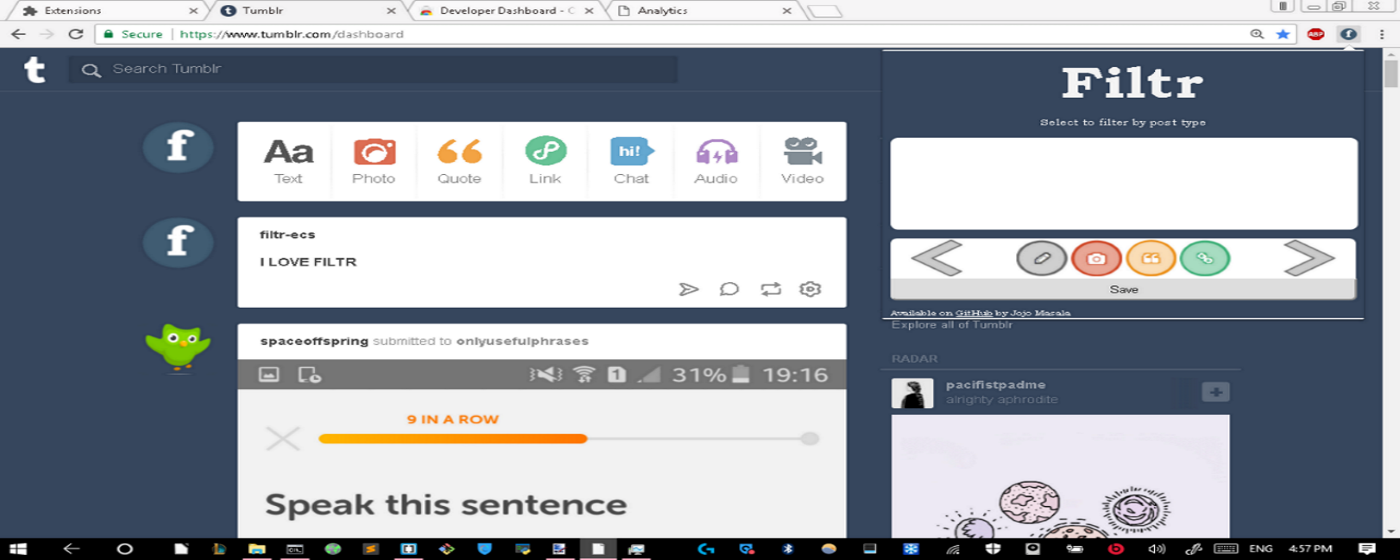 Extensions
Tumblr
Developer Dashboard - C
Analytics
Secure https://www.tumblr.com/dashboard
ABP
f
t
Search Tumblr
Filtr
Select to filter by post type
f
Aa
hi!
Text
Photo
Quote
Link
Chat
Audio
Video
f
filtr-ecs
I LOVE FILTR
Save
Available on GitHub by Jojo Masala
Explore all of Tumblr
spaceoffspring submitted to onlyusefulphrases
RADAR
1 31% 19:16
pacifistpadme
alrighty aphrodite
9 IN A ROW
Speak this sentence
ENG 4:57 PM